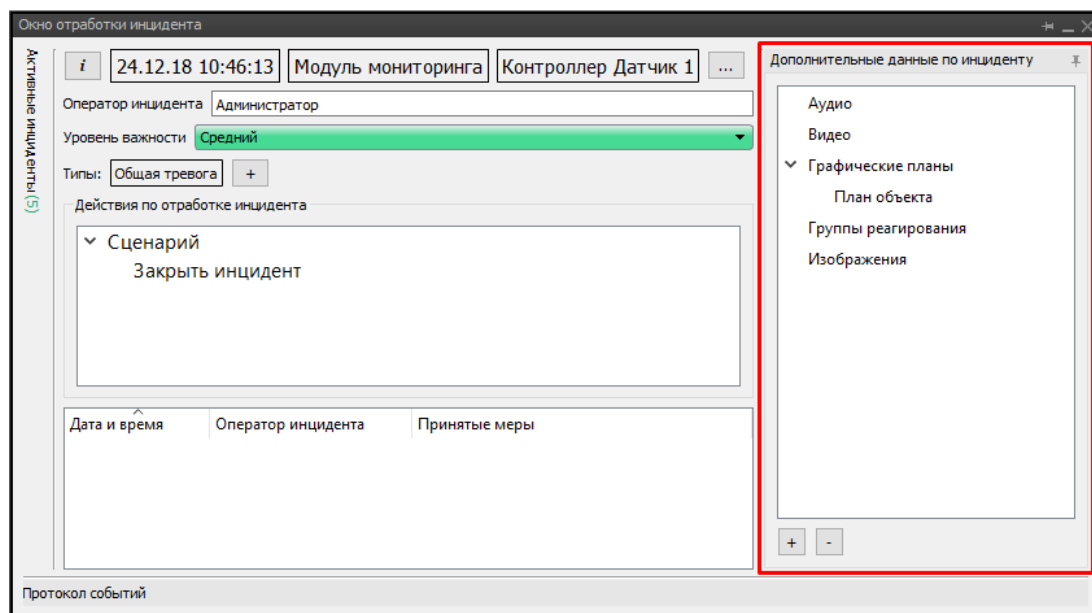 Окно отработки инцидента
Активные инциденты (5)
i 24.12.18 10:46:13 Модуль мониторинга Контроллер Датчик 1 ...
Оператор инцидента Администратор
Уровень важности Средний
Типы: Общая тревога +
Действия по отработке инцидента
Сценарий
Закрыть инцидент
Дата и время Оператор инцидента Принятые меры
Дополнительные данные по инциденту
Аудио
Видео
Графические планы
План объекта
Группы реагирования
Изображения
+ -
Протокол событий